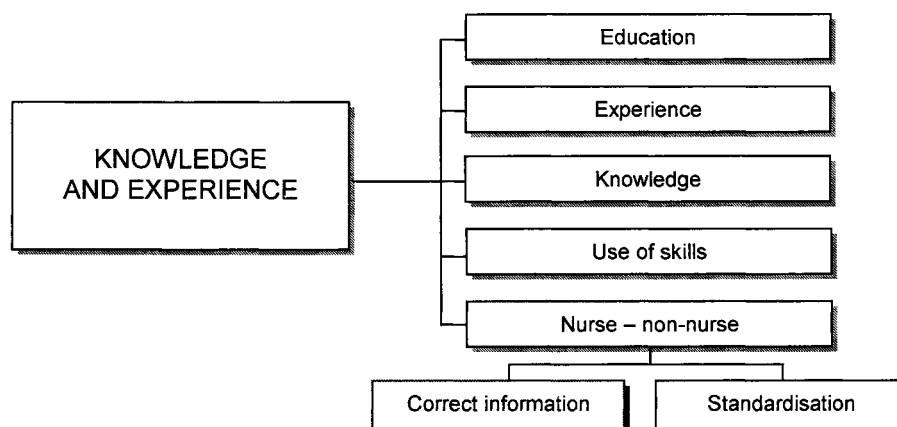 KNOWLEDGE
AND EXPERIENCE
Education
Experience
Knowledge
Use of skills
Nurse – non-nurse
Correct information
Standardisation